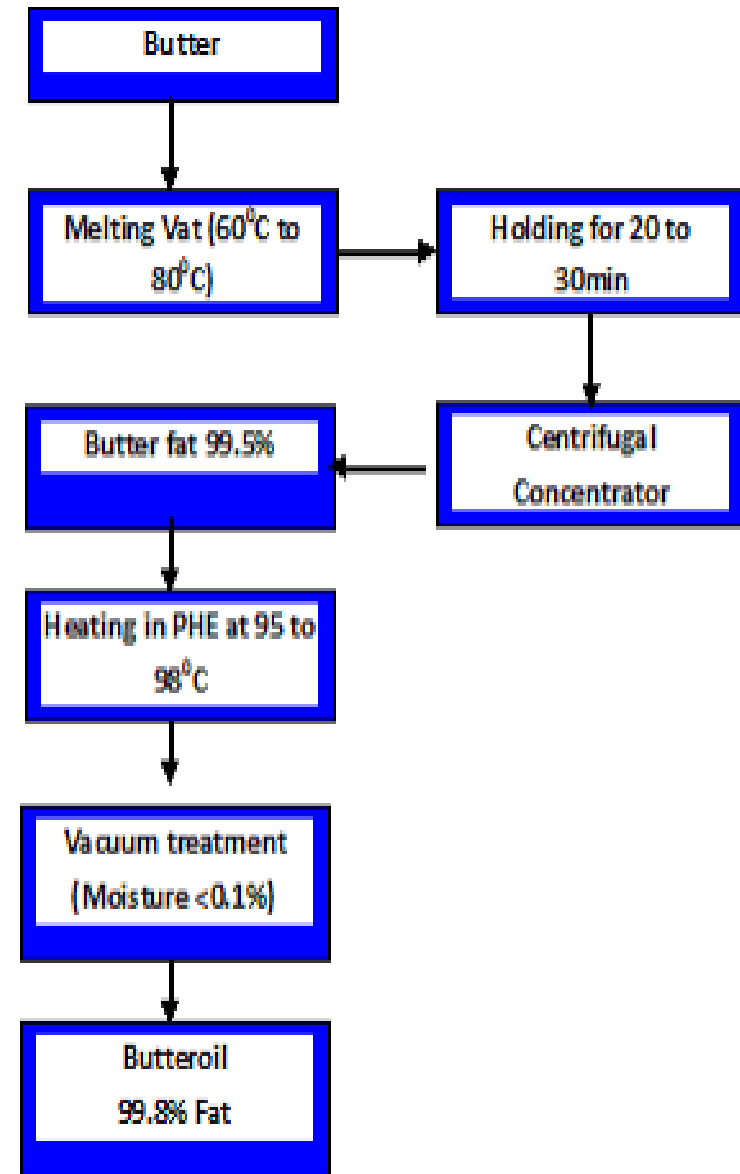 Butter
Melting Vat (60⁰C to
80⁰C)
Holding for 20 to
30min
Centrifugal
Concentrator
Butter fat 99.5%
Heating in PHE at 95 to
98⁰C
Vacuum treatment
(Moisture <0.1%)
Butteroil
99.8% Fat